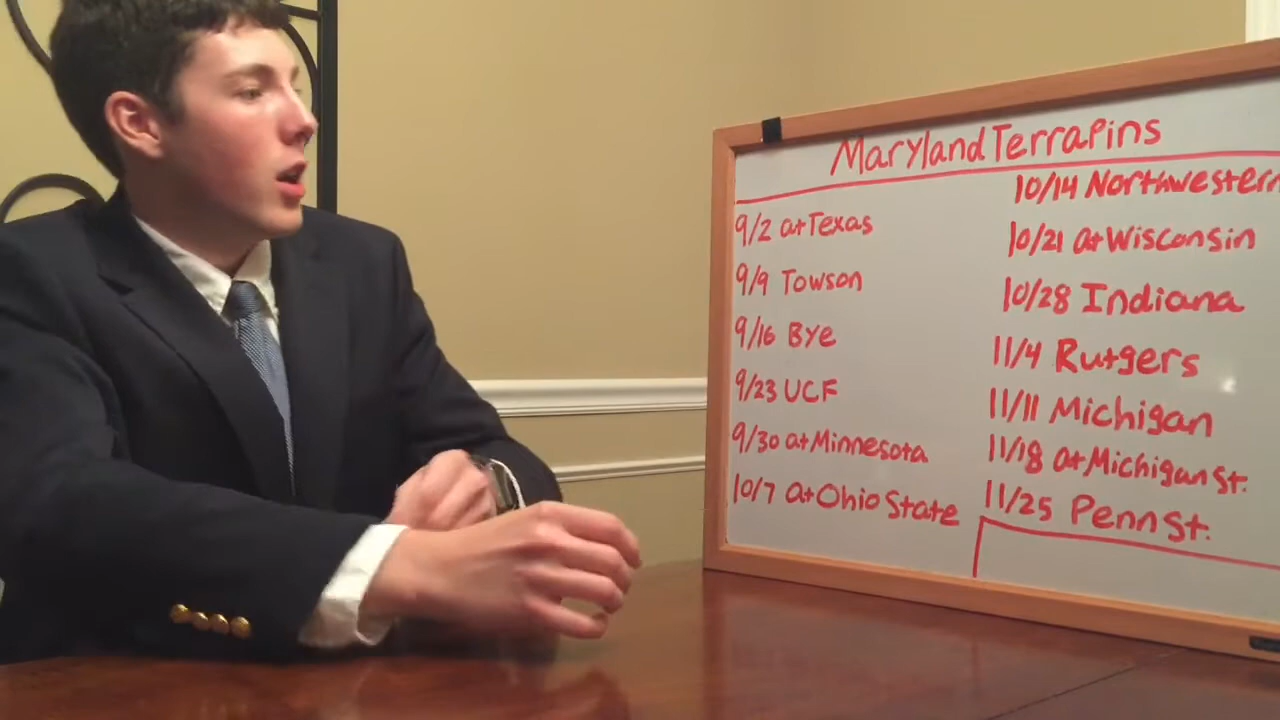 Maryland Terrapins
9/2 at Texas
9/9 Towson
9/16 Bye
9/23 UCF
9/30 at Minnesota
10/7 at Ohio State
10/14 Northwestern
10/21 at Wisconsin
10/28 Indiana
11/4 Rutgers
11/11 Michigan
11/18 at Michigan St.
11/25 Penn St.